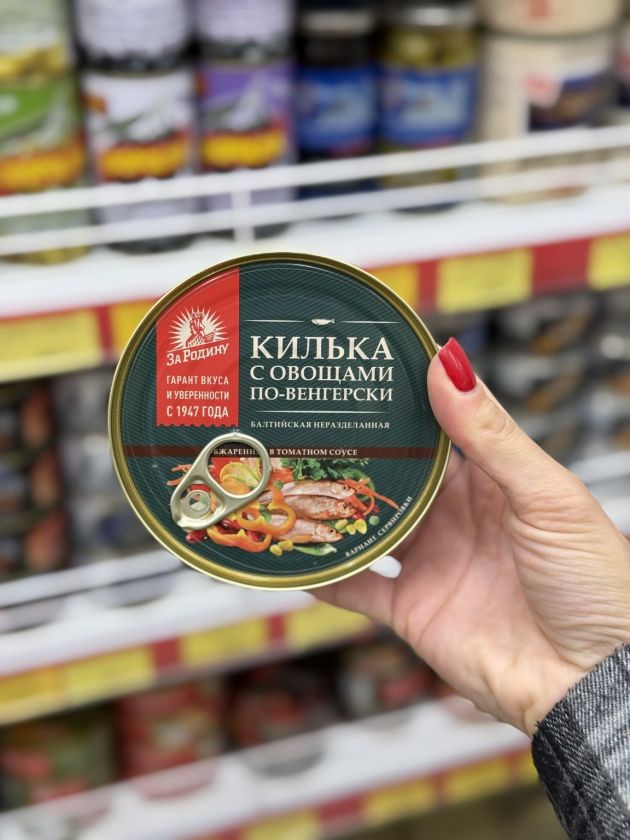 За Родину
ГАРАНТ ВКУСА
И УВЕРЕННОСТИ
С 1947 ГОДА
КИЛЬКА
С ОВОЩАМИ
ПО-ВЕНГЕРСКИ
БАЛТИЙСКАЯ НЕРАЗДЕЛАННАЯ
В ТОМАТНОМ СОУСЕ
ВАРИАНТ СЕРВИРОВКИ